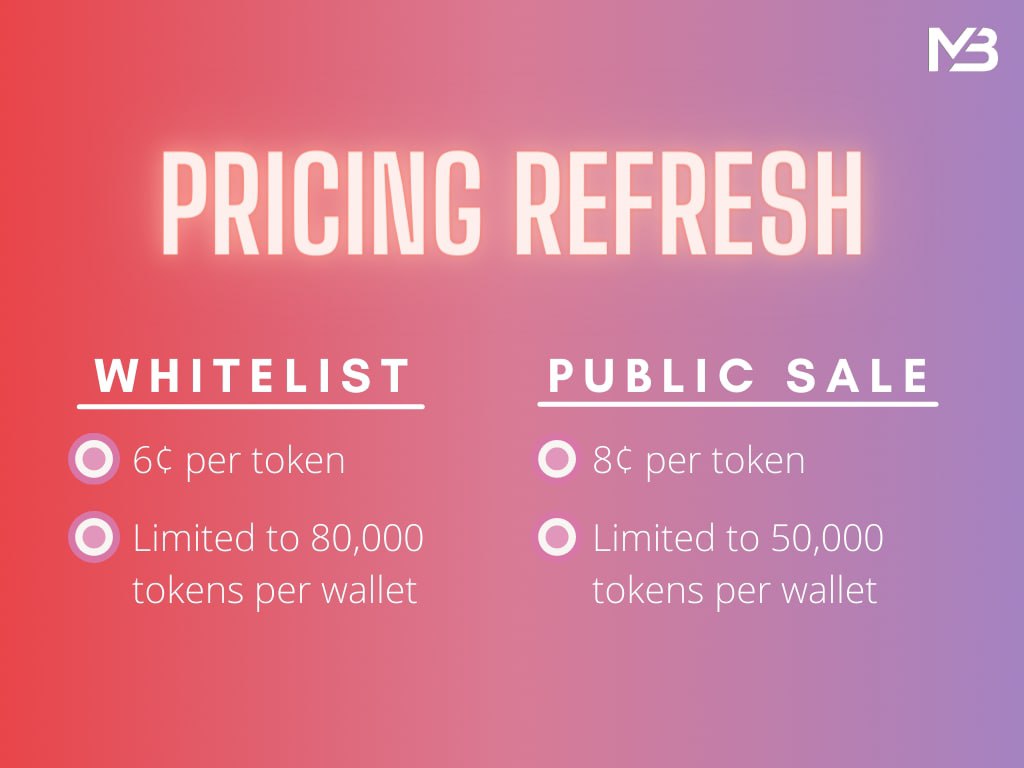 MB
PRICING REFRESH
WHITELIST
6¢ per token
Limited to 80,000
tokens per wallet
PUBLIC SALE
8¢ per token
Limited to 50,000
tokens per wallet